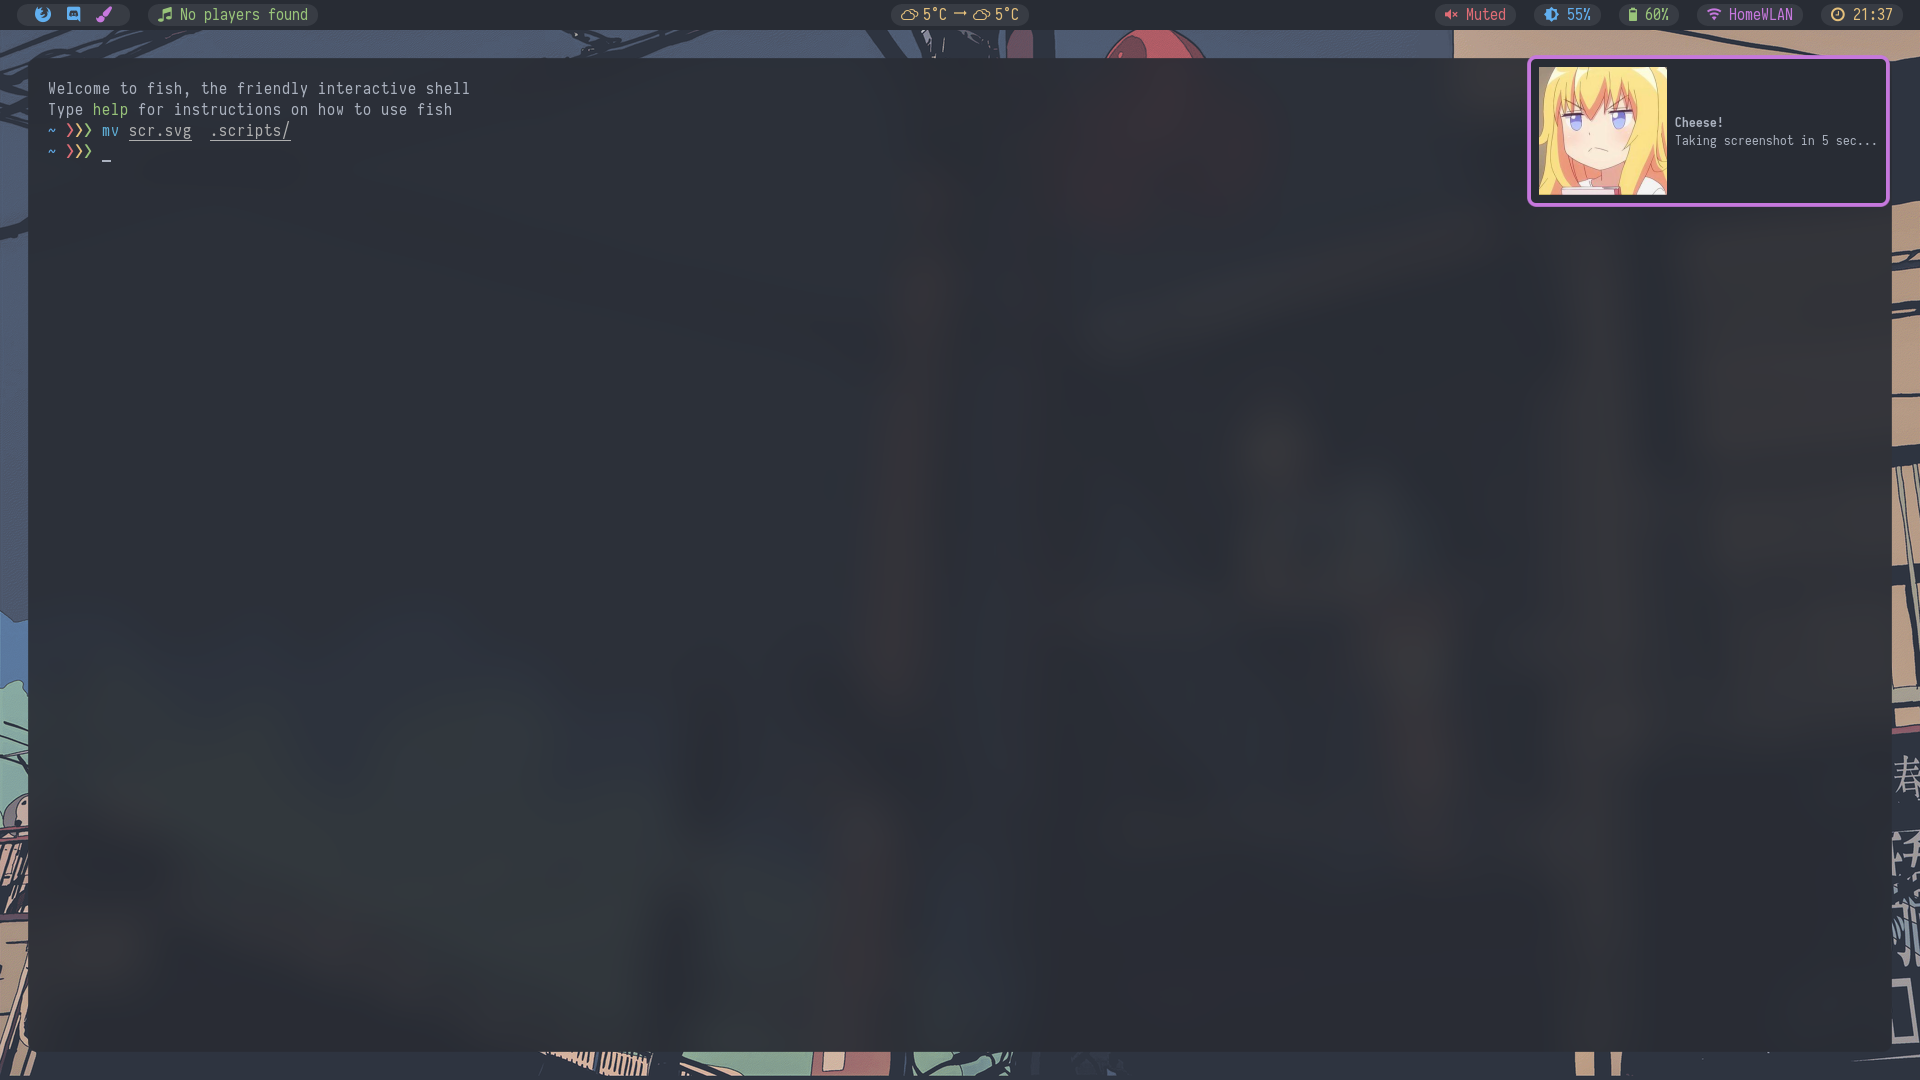 No players found
5°C → 5°C
Muted
55%
60%
HomeWLAN
21:37
Welcome to fish, the friendly interactive shell
Type help for instructions on how to use fish
~ ❯❯❯ mv scr.svg  .scripts/
~ ❯❯❯ _
Cheese!
Taking screenshot in 5 sec...
春